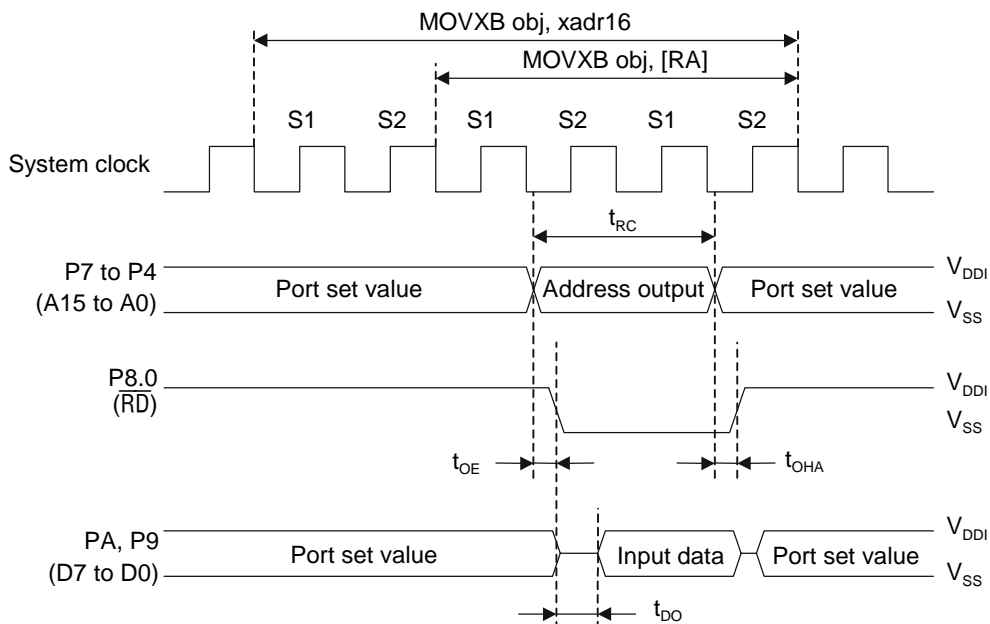 MOVXB obj, xadr16
MOVXB obj, [RA]
S1 S2 S1 S2 S1 S2
System clock
tRC
P7 to P4
(A15 to A0)
Port set value Address output Port set value
VDDI
VSS
P8.0
(RD)
VDDI
VSS
tOE tOHA
PA, P9
(D7 to D0)
Port set value Input data Port set value
VDDI
VSS
tDO